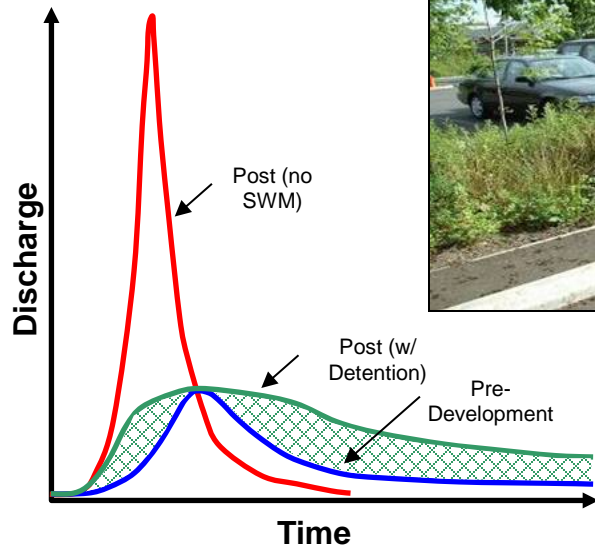 Discharge
Post (no
SWM)
Post (w/
Detention)
Pre-
Development
Time